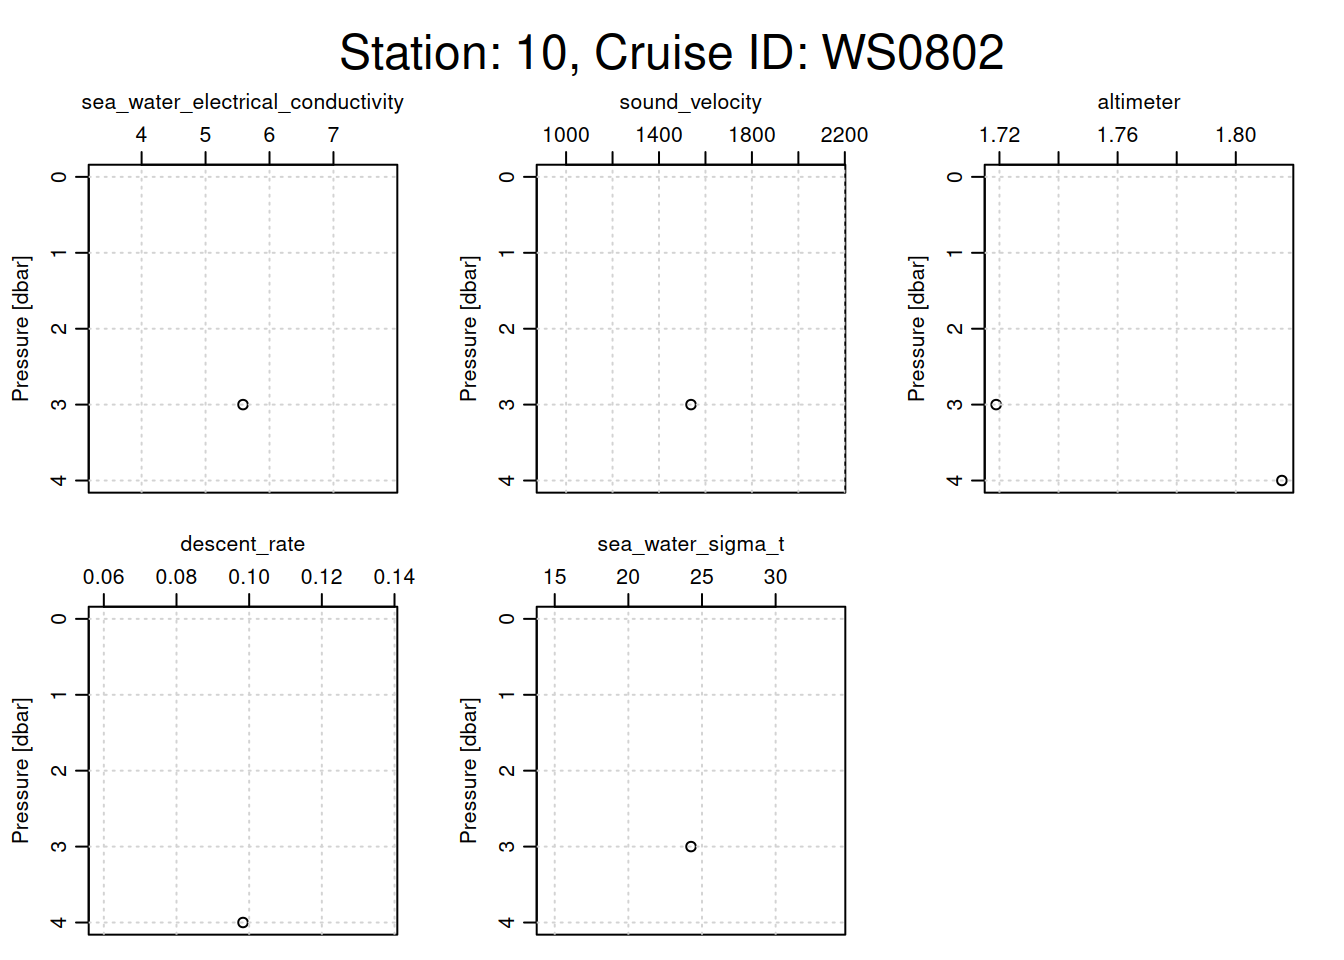 Station: 10, Cruise ID: WS0802
sea_water_electrical_conductivity
4 5 6 7
0
1
2
3
4
Pressure [dbar]
sound_velocity
1000 1400 1800 2200
0
1
2
3
4
Pressure [dbar]
altimeter
1.72 1.76 1.80
0
1
2
3
4
Pressure [dbar]
descent_rate
0.06 0.08 0.10 0.12 0.14
0
1
2
3
4
Pressure [dbar]
sea_water_sigma_t
15 20 25 30
0
1
2
3
4
Pressure [dbar]